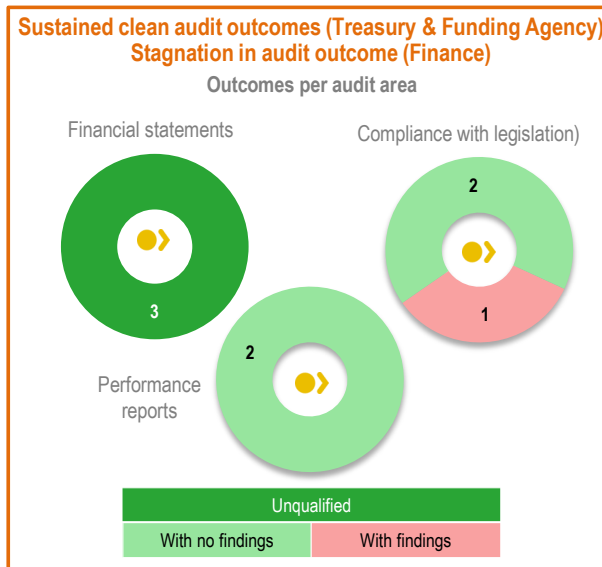 Sustained clean audit outcomes (Treasury & Funding Agency)
Stagnation in audit outcome (Finance)
Outcomes per audit area
Financial statements
3
Compliance with legislation)
2
1
Performance
reports
2
Unqualified
With no findings
With findings